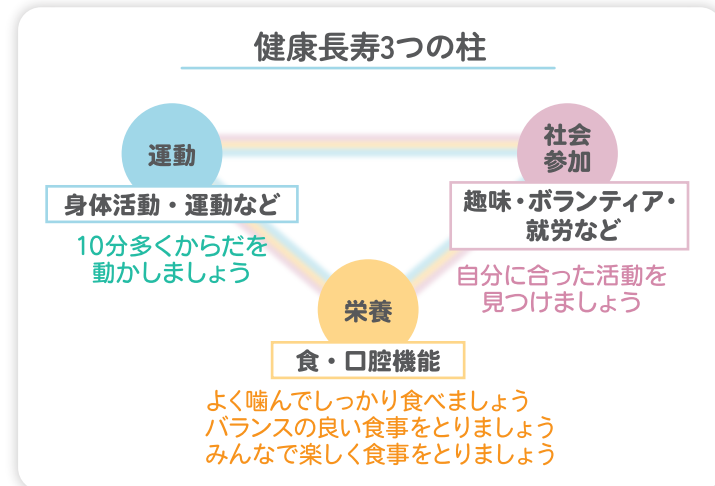 健康長寿3つの柱
運動
身体活動・運動など
10分多くからだを
動かしましょう
社会
参加
趣味・ボランティア・
就労など
自分に合った活動を
見つけましょう
栄養
食・口腔機能
よく噛んでしっかり食べましょう
バランスの良い食事をとりましょう
みんなで楽しく食事をとりましょう